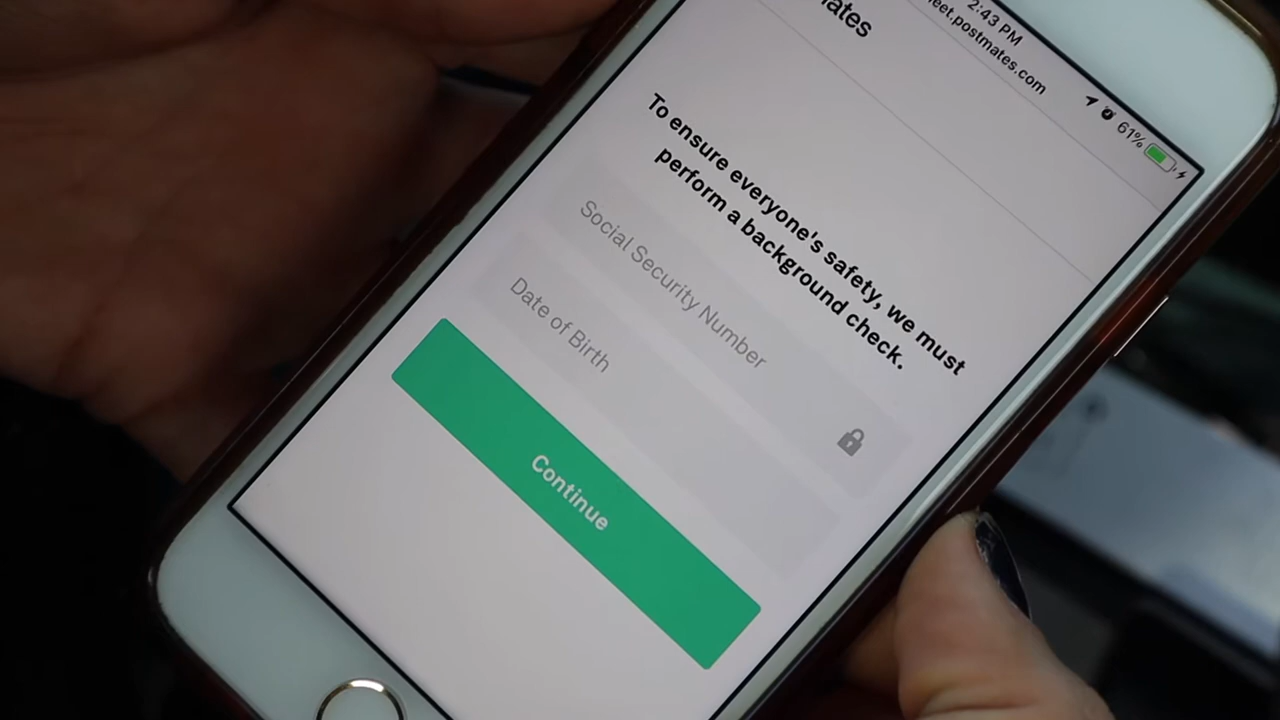 2:43 PM
61%
leet.postmates.com
mates
To ensure everyone's safety, we must
perform a background check.
Social Security Number
Date of Birth
Continue